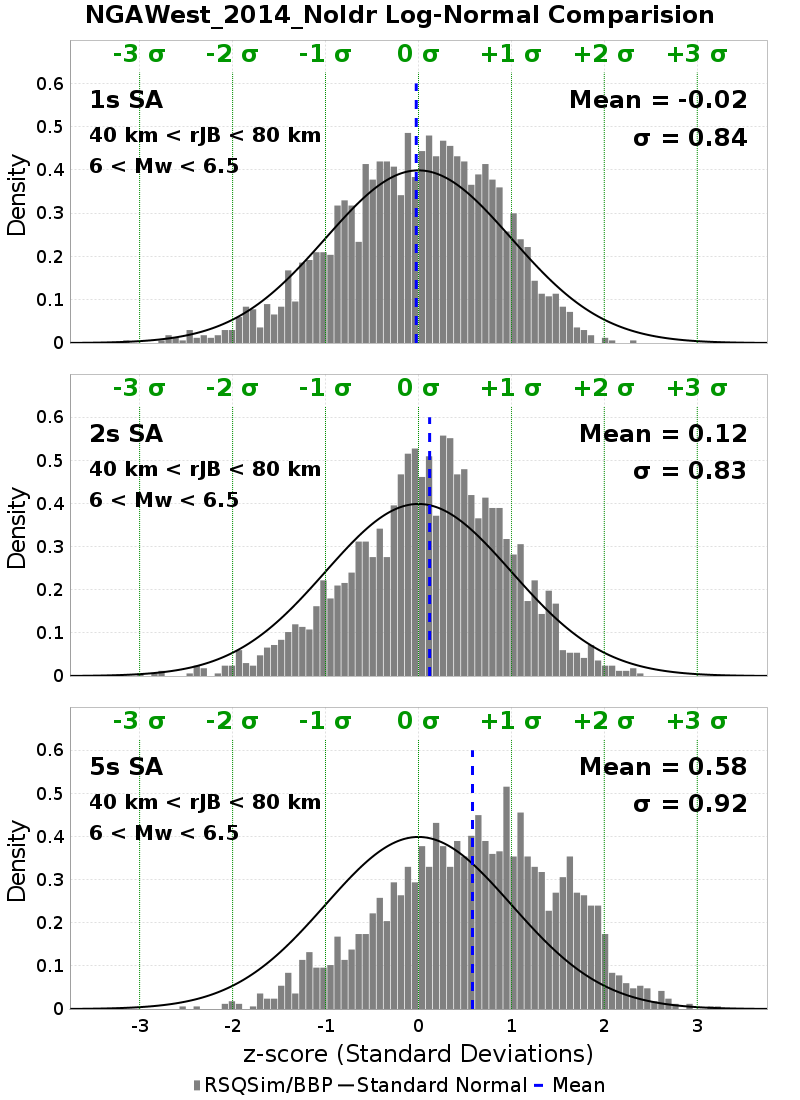 NGAWest_2014_NoIdr Log-Normal Comparision
-3 σ -2 σ -1 σ 0 σ +1 σ +2 σ +3 σ
1s SA
Mean = -0.02
40 km < rJB < 80 km
σ = 0.84
6 < Mw < 6.5
Density
0.6
0.5
0.4
0.3
0.2
0.1
0
-3 σ -2 σ -1 σ 0 σ +1 σ +2 σ +3 σ
2s SA
Mean = 0.12
40 km < rJB < 80 km
σ = 0.83
6 < Mw < 6.5
Density
0.6
0.5
0.4
0.3
0.2
0.1
0
-3 σ -2 σ -1 σ 0 σ +1 σ +2 σ +3 σ
5s SA
Mean = 0.58
40 km < rJB < 80 km
σ = 0.92
6 < Mw < 6.5
Density
0.6
0.5
0.4
0.3
0.2
0.1
0
-3 -2 -1 0 1 2 3
z-score (Standard Deviations)
RSQSim/BBP Standard Normal Mean